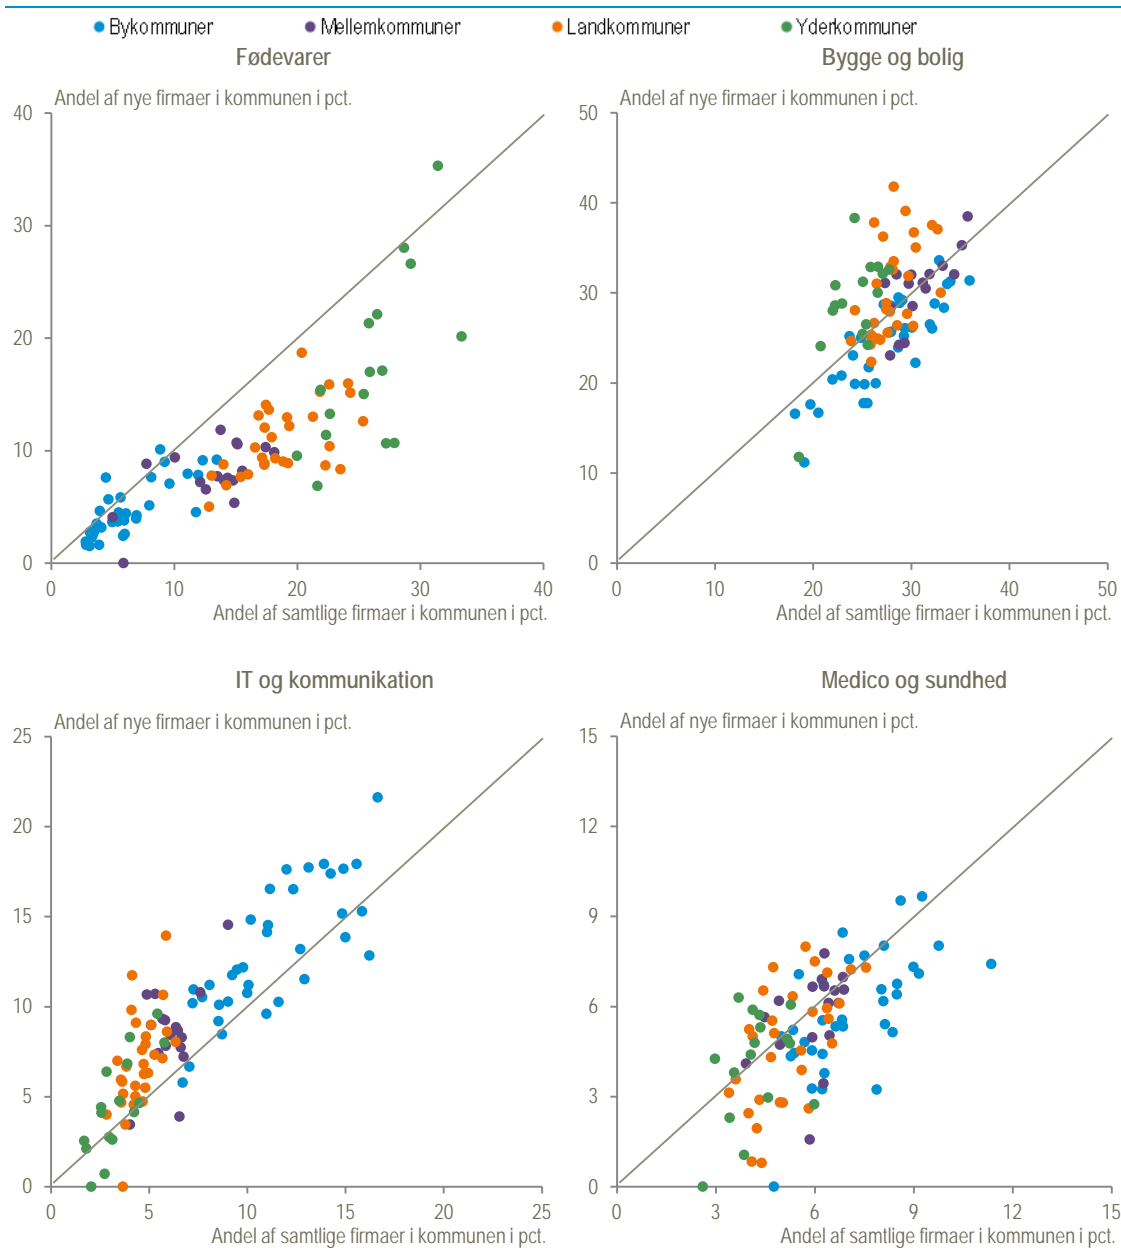 Bykommuner Mellemkommuner Landkommuner Yderkommuner
Fødevarer
Andel af nye firmaer i kommunen i pct.
40
30
20
10
0
0 10 20 30 40
Andel af samtlige firmaer i kommunen i pct.
Bygge og bolig
Andel af nye firmaer i kommunen i pct.
50
40
30
20
10
0
0 10 20 30 40 50
Andel af samtlige firmaer i kommunen i pct.
IT og kommunikation
Andel af nye firmaer i kommunen i pct.
25
20
15
10
5
0
0 5 10 15 20 25
Andel af samtlige firmaer i kommunen i pct.
Medico og sundhed
Andel af nye firmaer i kommunen i pct.
15
12
9
6
3
0
0 3 6 9 12 15
Andel af samtlige firmaer i kommunen i pct.